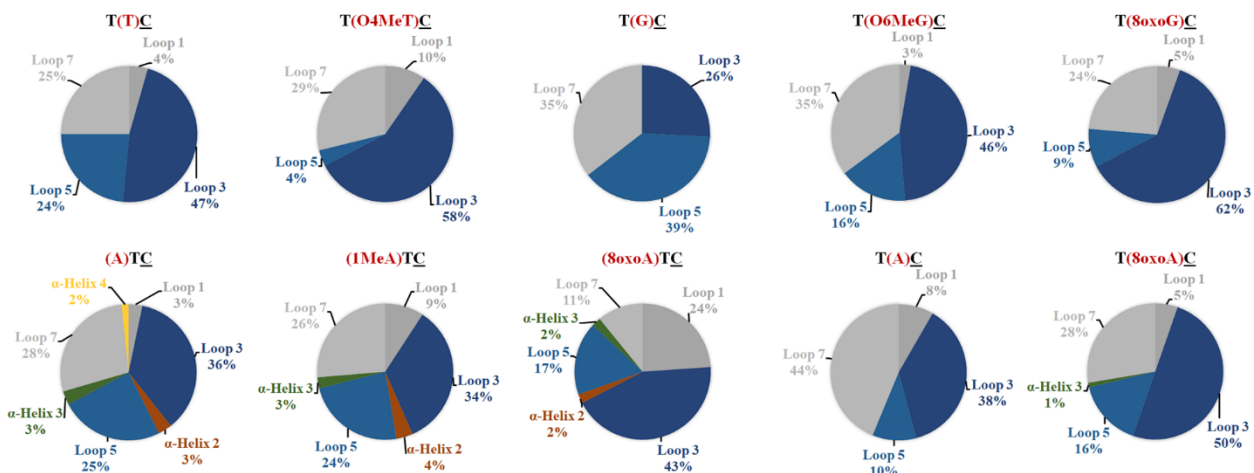 T(T)C
Loop 1
4%
Loop 7
25%
Loop 5
24%
Loop 3
47%
T(O4MeT)C
Loop 1
10%
Loop 7
29%
Loop 5
4%
Loop 3
58%
T(G)C
Loop 3
26%
Loop 7
35%
Loop 5
39%
T(O6MeG)C
Loop 1
3%
Loop 7
35%
Loop 3
46%
Loop 5
16%
T(8oxoG)C
Loop 1
5%
Loop 7
24%
Loop 5
9%
Loop 3
62%
(A)TC
α-Helix 4
2%
Loop 1
3%
Loop 7
28%
Loop 3
36%
α-Helix 3
3%
Loop 5
25%
α-Helix 2
3%
(1MeA)TC
Loop 1
9%
Loop 7
26%
Loop 3
34%
α-Helix 3
3%
Loop 5
24%
α-Helix 2
4%
(8oxoA)TC
Loop 7
11%
Loop 1
24%
α-Helix 3
2%
Loop 5
17%
α-Helix 2
2%
Loop 3
43%
T(A)C
Loop 1
8%
Loop 7
44%
Loop 3
38%
Loop 5
10%
T(8oxoA)C
Loop 1
5%
Loop 7
28%
α-Helix 3
1%
Loop 5
16%
Loop 3
50%